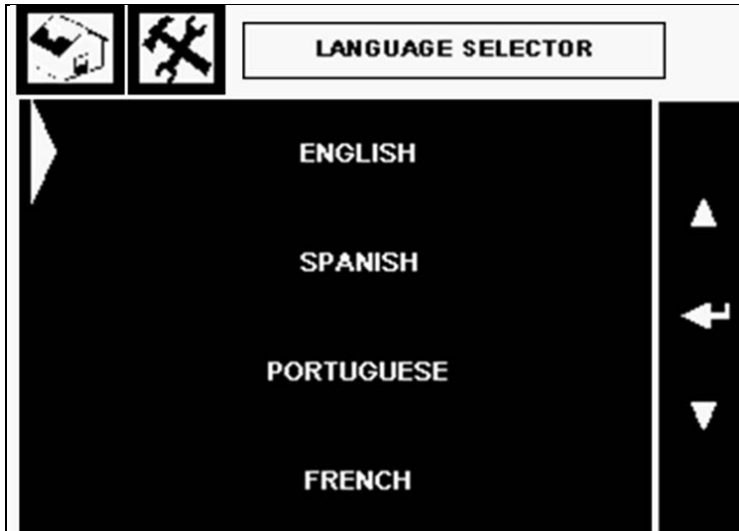 LANGUAGE SELECTOR
ENGLISH
SPANISH
PORTUGUESE
FRENCH